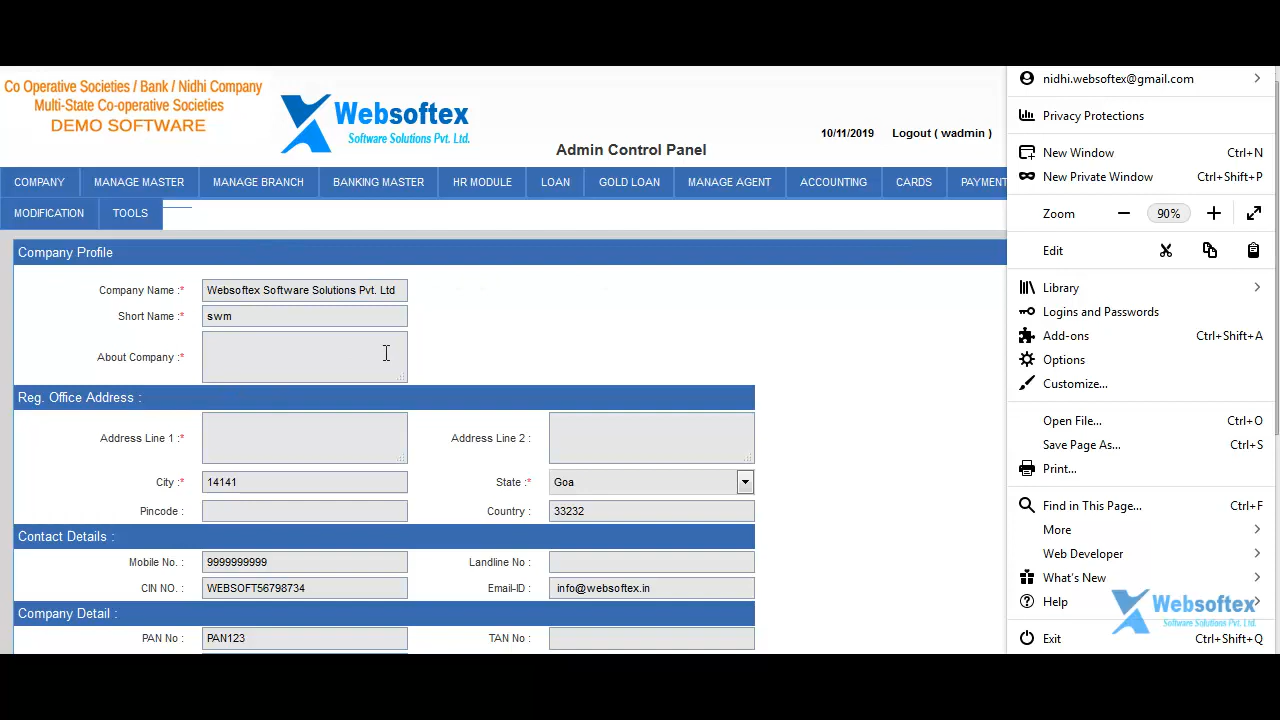 Co Operative Societies / Bank / Nidhi Company
Multi-State Co-operative Societies
DEMO SOFTWARE
Websoftex
Software Solutions Pvt. Ltd.
Admin Control Panel
10/11/2019 Logout ( wadmin )
COMPANY MANAGE MASTER MANAGE BRANCH BANKING MASTER HR MODULE LOAN GOLD LOAN MANAGE AGENT ACCOUNTING CARDS PAYMENT
MODIFICATION TOOLS
Company Profile
Company Name :* Websoftex Software Solutions Pvt. Ltd
Short Name :* swm
About Company :*
Reg. Office Address :
Address Line 1 :* Address Line 2 :
City :* 14141 State :* Goa
Pincode : Country : 33232
Contact Details :
Mobile No. : 9999999999 Landline No :
CIN NO. : WEBSOFT56798734 Email-ID : info@websoftex.in
Company Detail :
PAN No : PAN123 TAN No :
nidhi.websoftex@gmail.com
Privacy Protections
New Window Ctrl+N
New Private Window Ctrl+Shift+P
Zoom 90%
Edit
Library
Logins and Passwords
Add-ons Ctrl+Shift+A
Options
Customize...
Open File... Ctrl+O
Save Page As... Ctrl+S
Print...
Find in This Page... Ctrl+F
More
Web Developer
What's New
Help
Exit Ctrl+Shift+Q
Websoftex
Software Solutions Pvt. Ltd.